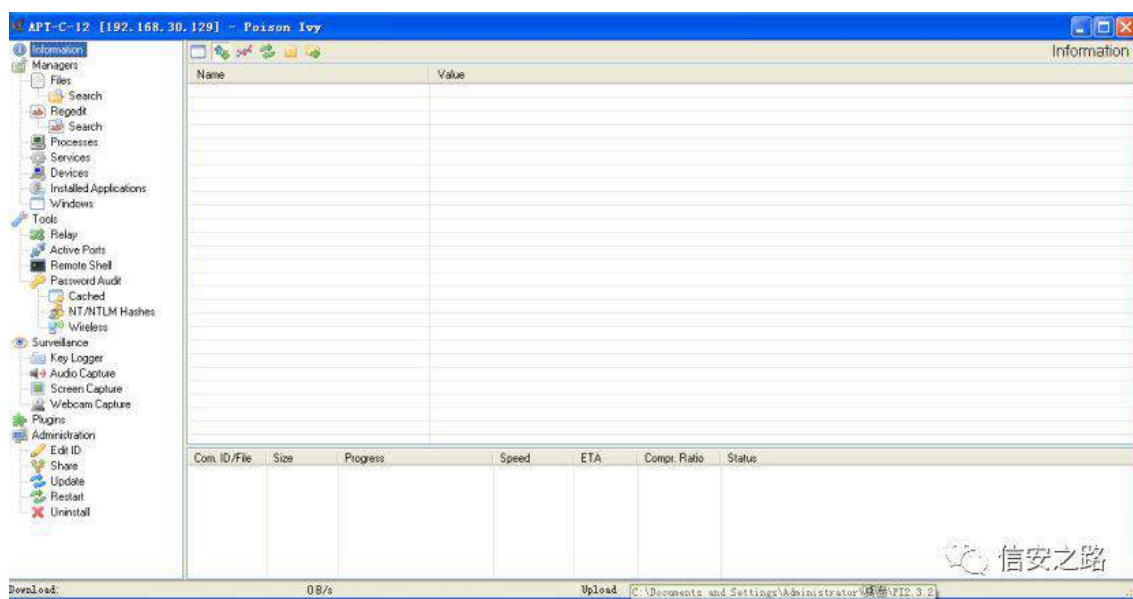 APT-C-12 [192.168.30.129] - Poison Ivy
Information
Information
Managers
Files
Search
Regedit
Search
Processes
Services
Devices
Installed Applications
Windows
Tools
Relay
Active Ports
Remote Shell
Password Audit
Cached
NT/NTLM Hashes
Wireless
Surveillance
Key Logger
Audio Capture
Screen Capture
Webcam Capture
Plugins
Administration
Edit ID
Share
Update
Restart
Uninstall
Name Value
Com. ID/File Size Progress Speed ETA Compr. Ratio Status
信安之路
Download: 0 B/s Upload C:\Documents and Settings\Administrator\桌面\PI2.3.2